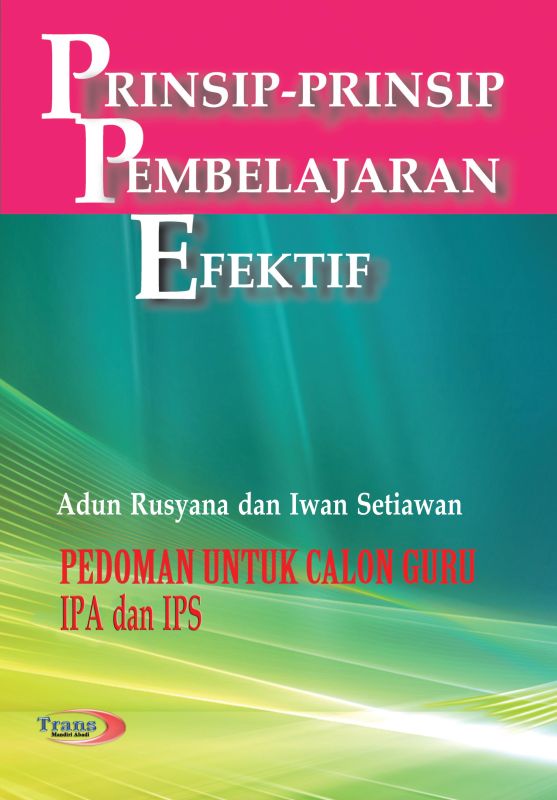 PRINSIP-PRINSIP
PEMBELAJARAN
EFEKTIF
Adun Rusyana dan Iwan Setiawan
PEDOMAN UNTUK CALON GURU
IPA dan IPS
Trans
Mandiri Abadi